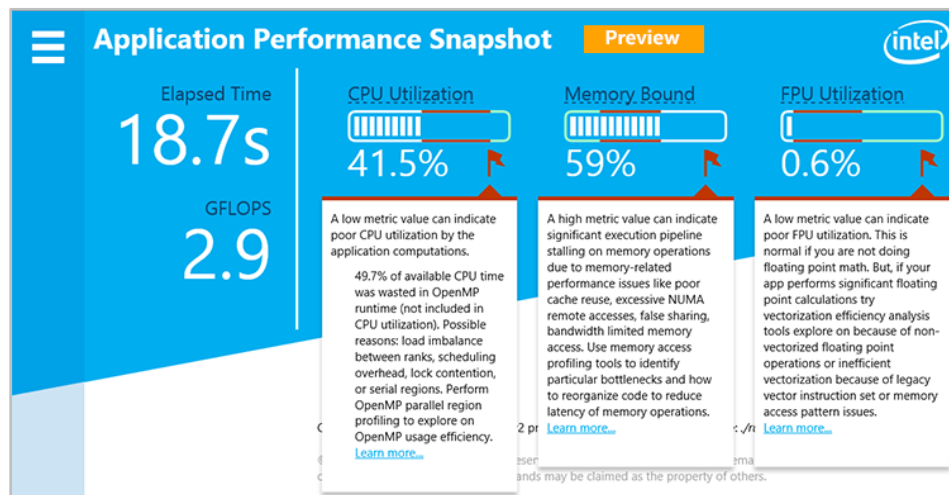 Application Performance Snapshot
Preview
intel
Elapsed Time
18.7s
GFLOPS
2.9
CPU Utilization
41.5%
A low metric value can indicate
poor CPU utilization by the
application computations.
49.7% of available CPU time
was wasted in OpenMP
runtime (not included in
CPU utilization). Possible
reasons: load imbalance
between ranks, scheduling
overhead, lock contention,
or serial regions. Perform
OpenMP parallel region
profiling to explore on
OpenMP usage efficiency.
Learn more...
Memory Bound
59%
A high metric value can indicate
significant execution pipeline
stalling on memory operations
due to memory-related
performance issues like poor
cache reuse, excessive NUMA
remote accesses, false sharing,
bandwidth limited memory
access. Use memory access
profiling tools to identify
particular bottlenecks and how
to reorganize code to reduce
latency of memory operations.
Learn more...
FPU Utilization
0.6%
A low metric value can indicate
poor FPU utilization. This is
normal if you are not doing
floating point math. But, if your
app performs significant floating
point calculations try
vectorization efficiency analysis
tools explore on because of non-
vectorized floating point
operations or inefficient
vectorization because of legacy
vector instruction set or memory
access pattern issues.
Learn more...
may be claimed as the property of others.